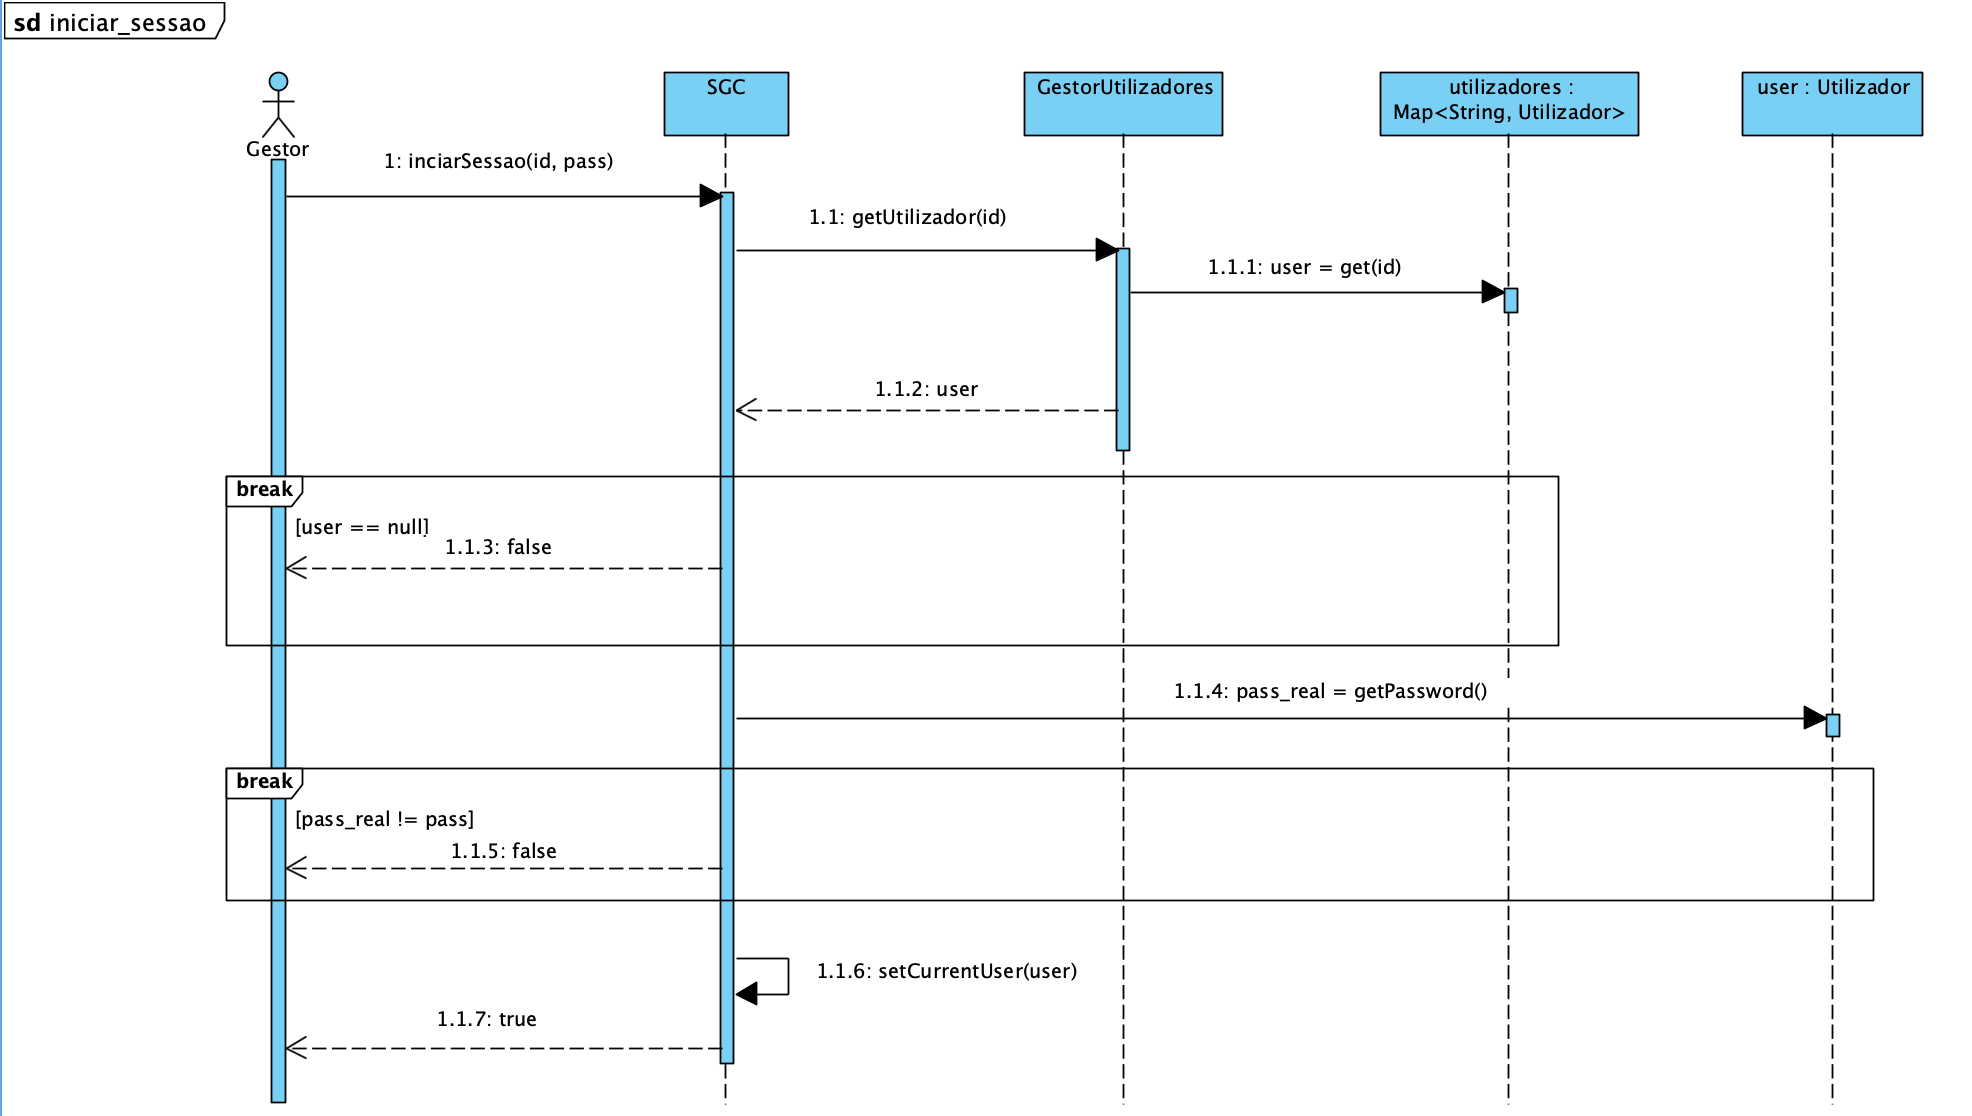 sd iniciar_sessao
SGC
GestorUtilizadores
utilizadores :
Map<String, Utilizador>
user : Utilizador
Gestor
1: inciarSessao(id, pass)
1.1: getUtilizador(id)
1.1.1: user = get(id)
1.1.2: user
break
[user == null]
1.1.3: false
1.1.4: pass_real = getPassword()
break
[pass_real != pass]
1.1.5: false
1.1.6: setCurrentUser(user)
1.1.7: true